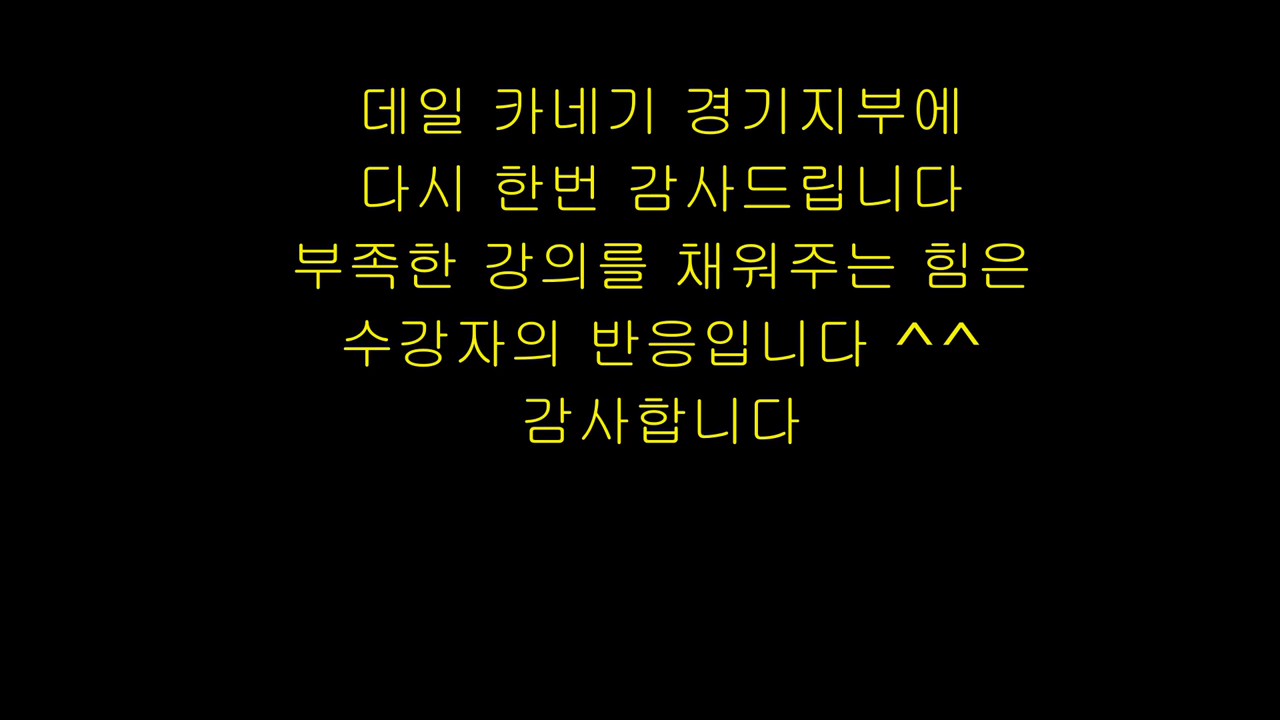 데일 카네기 경기지부에
다시 한번 감사드립니다
부족한 강의를 채워주는 힘은
수강자의 반응입니다 ^^
감사합니다